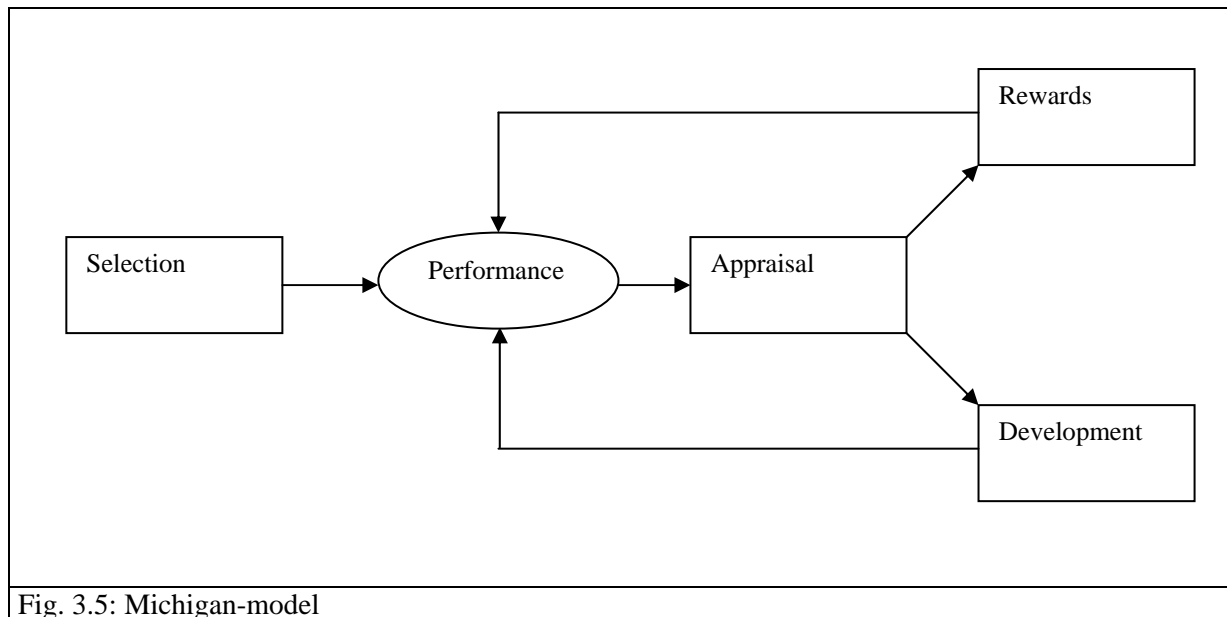 Rewards
Selection
Performance
Appraisal
Development
Fig. 3.5: Michigan-model